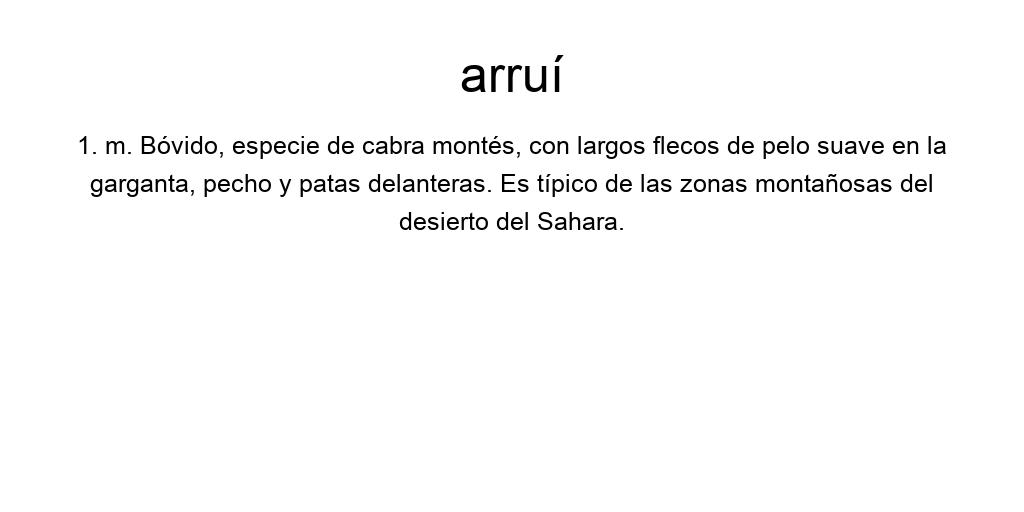 arruí
1. m. Bóvido, especie de cabra montés, con largos flecos de pelo suave en la
garganta, pecho y patas delanteras. Es típico de las zonas montañosas del
desierto del Sahara.